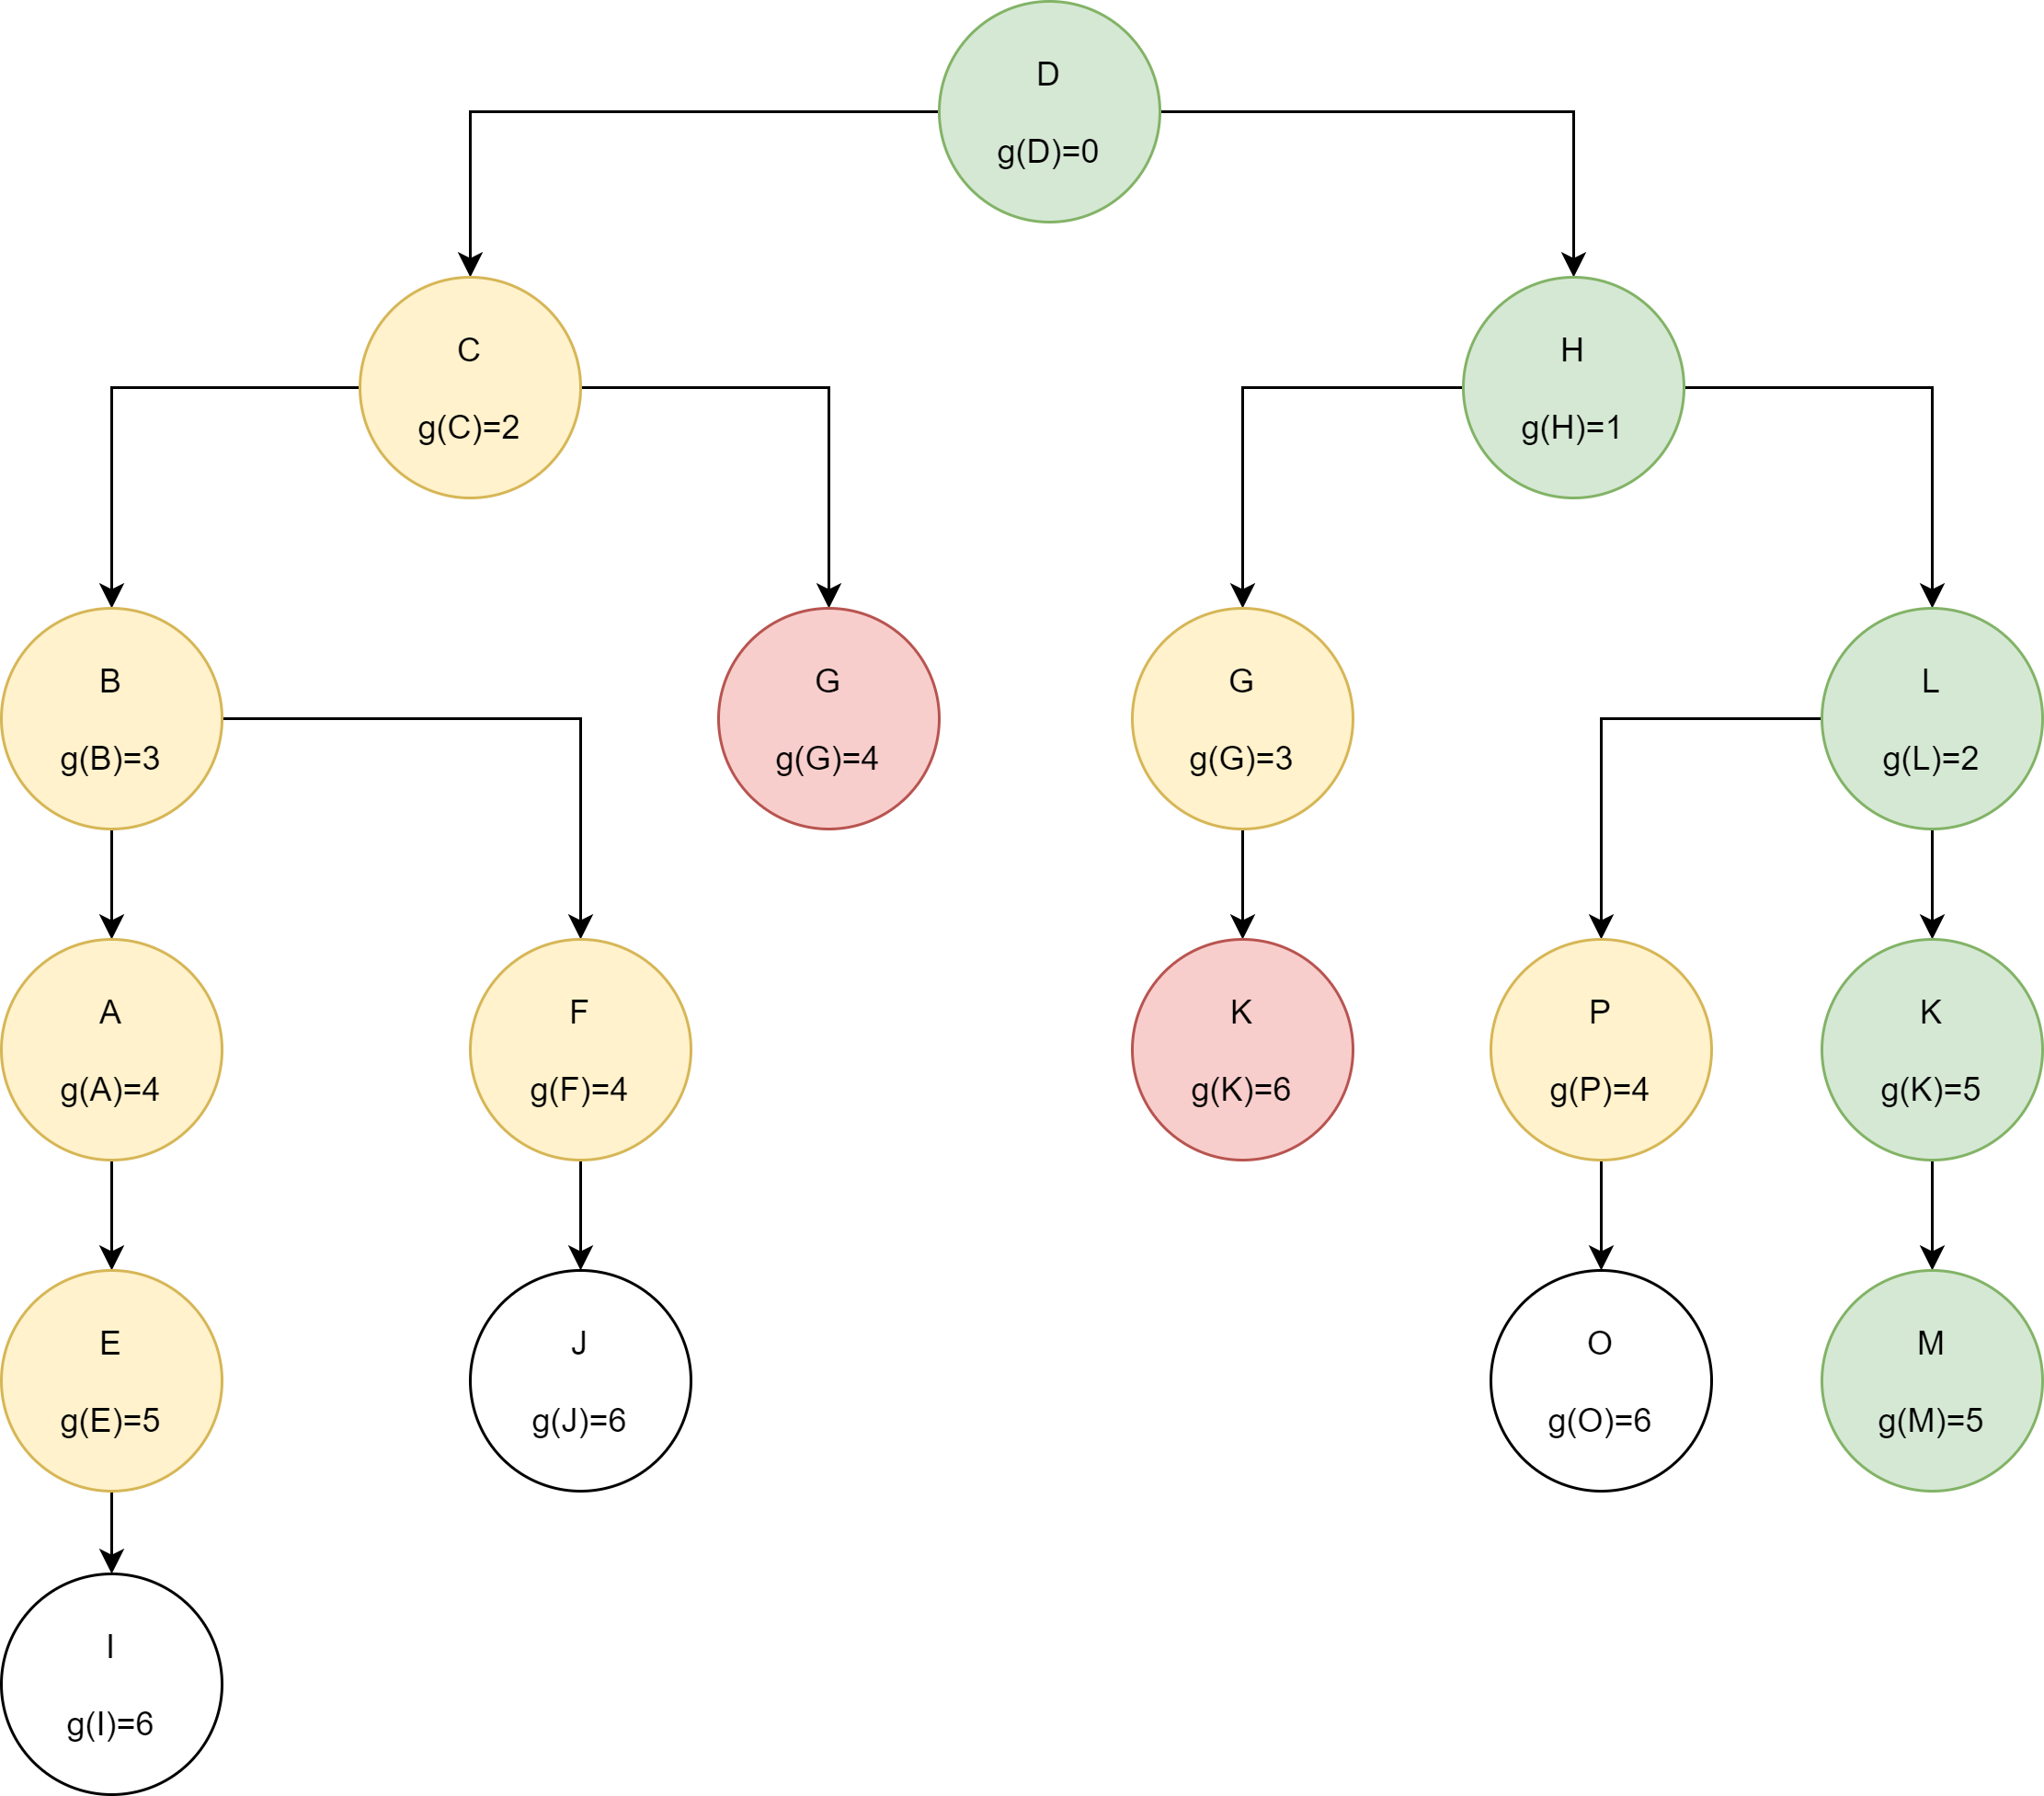 D
g(D)=0
C
g(C)=2
H
g(H)=1
B
g(B)=3
G
g(G)=4
G
g(G)=3
L
g(L)=2
A
g(A)=4
F
g(F)=4
K
g(K)=6
P
g(P)=4
K
g(K)=5
E
g(E)=5
J
g(J)=6
O
g(O)=6
M
g(M)=5
I
g(I)=6